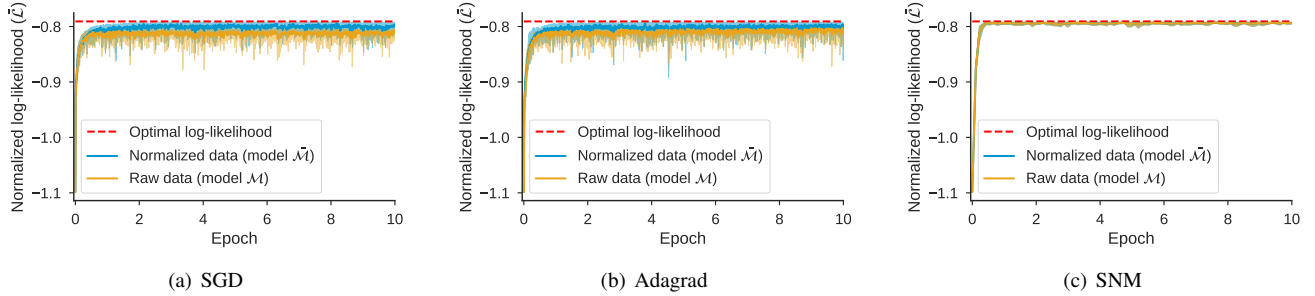 Normalized log-likelihood (ℒ̄)
−0.8
−0.9
−1.0
−1.1
Optimal log-likelihood
Normalized data (model ℳ̄)
Raw data (model ℳ)
0 2 4 6 8 10
Epoch
(a) SGD
Normalized log-likelihood (ℒ̄)
−0.8
−0.9
−1.0
−1.1
Optimal log-likelihood
Normalized data (model ℳ̄)
Raw data (model ℳ)
0 2 4 6 8 10
Epoch
(b) Adagrad
Normalized log-likelihood (ℒ̄)
−0.8
−0.9
−1.0
−1.1
Optimal log-likelihood
Normalized data (model ℳ̄)
Raw data (model ℳ)
0 2 4 6 8 10
Epoch
(c) SNM